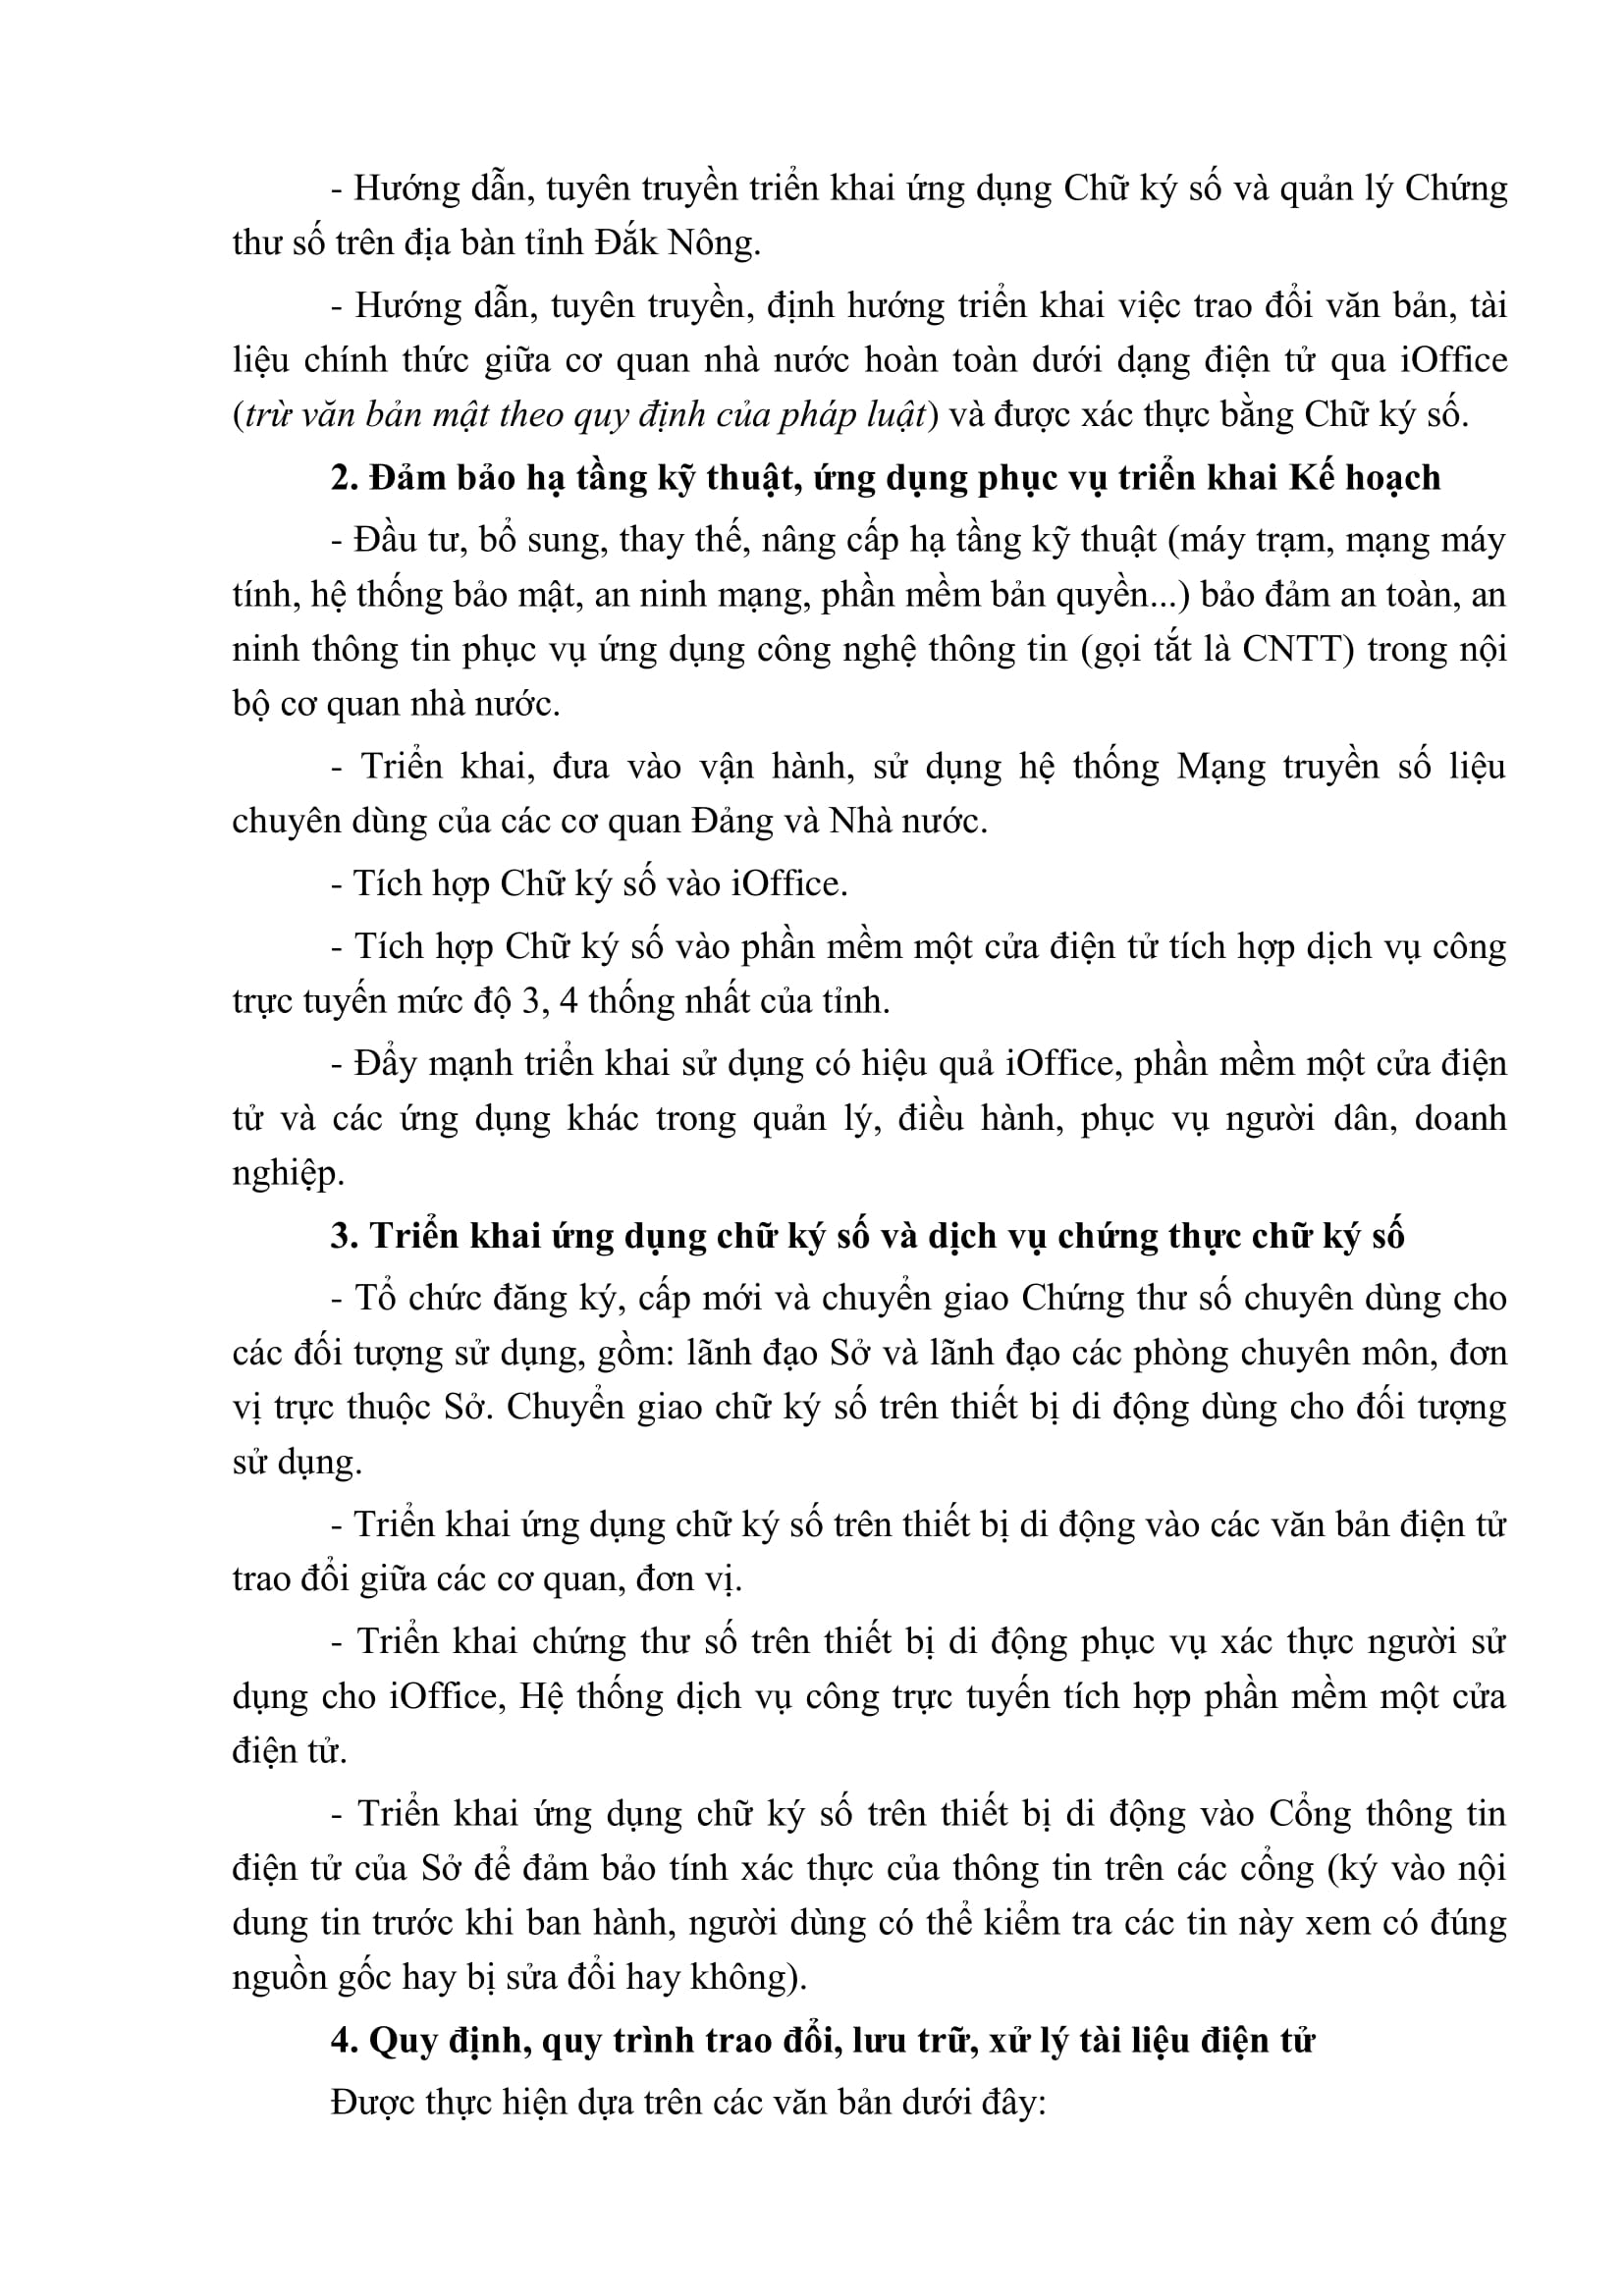 - Hướng dẫn, tuyên truyền triển khai ứng dụng Chữ ký số và quản lý Chứng
thư số trên địa bàn tỉnh Đắk Nông.
- Hướng dẫn, tuyên truyền, định hướng triển khai việc trao đổi văn bản, tài
liệu chính thức giữa cơ quan nhà nước hoàn toàn dưới dạng điện tử qua iOffice
(trừ văn bản mật theo quy định của pháp luật) và được xác thực bằng Chữ ký số.
2. Đảm bảo hạ tầng kỹ thuật, ứng dụng phục vụ triển khai Kế hoạch
- Đầu tư, bổ sung, thay thế, nâng cấp hạ tầng kỹ thuật (máy trạm, mạng máy
tính, hệ thống bảo mật, an ninh mạng, phần mềm bản quyền...) bảo đảm an toàn, an
ninh thông tin phục vụ ứng dụng công nghệ thông tin (gọi tắt là CNTT) trong nội
bộ cơ quan nhà nước.
- Triển khai, đưa vào vận hành, sử dụng hệ thống Mạng truyền số liệu
chuyên dùng của các cơ quan Đảng và Nhà nước.
- Tích hợp Chữ ký số vào iOffice.
- Tích hợp Chữ ký số vào phần mềm một cửa điện tử tích hợp dịch vụ công
trực tuyến mức độ 3, 4 thống nhất của tỉnh.
- Đẩy mạnh triển khai sử dụng có hiệu quả iOffice, phần mềm một cửa điện
tử và các ứng dụng khác trong quản lý, điều hành, phục vụ người dân, doanh
nghiệp.
3. Triển khai ứng dụng chữ ký số và dịch vụ chứng thực chữ ký số
- Tổ chức đăng ký, cấp mới và chuyển giao Chứng thư số chuyên dùng cho
các đối tượng sử dụng, gồm: lãnh đạo Sở và lãnh đạo các phòng chuyên môn, đơn
vị trực thuộc Sở. Chuyển giao chữ ký số trên thiết bị di động dùng cho đối tượng
sử dụng.
- Triển khai ứng dụng chữ ký số trên thiết bị di động vào các văn bản điện tử
trao đổi giữa các cơ quan, đơn vị.
- Triển khai chứng thư số trên thiết bị di động phục vụ xác thực người sử
dụng cho iOffice, Hệ thống dịch vụ công trực tuyến tích hợp phần mềm một cửa
điện tử.
- Triển khai ứng dụng chữ ký số trên thiết bị di động vào Cổng thông tin
điện tử của Sở để đảm bảo tính xác thực của thông tin trên các cổng (ký vào nội
dung tin trước khi ban hành, người dùng có thể kiểm tra các tin này xem có đúng
nguồn gốc hay bị sửa đổi hay không).
4. Quy định, quy trình trao đổi, lưu trữ, xử lý tài liệu điện tử
Được thực hiện dựa trên các văn bản dưới đây: